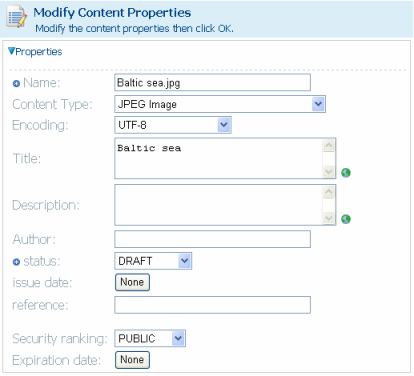 Modify Content Properties
Modify the content properties then click OK.
Properties
Name: Baltic sea.jpg
Content Type: JPEG Image
Encoding: UTF-8
Title: Baltic sea
Description:
Author:
status: DRAFT
issue date: None
reference:
Security ranking: PUBLIC
Expiration date: None